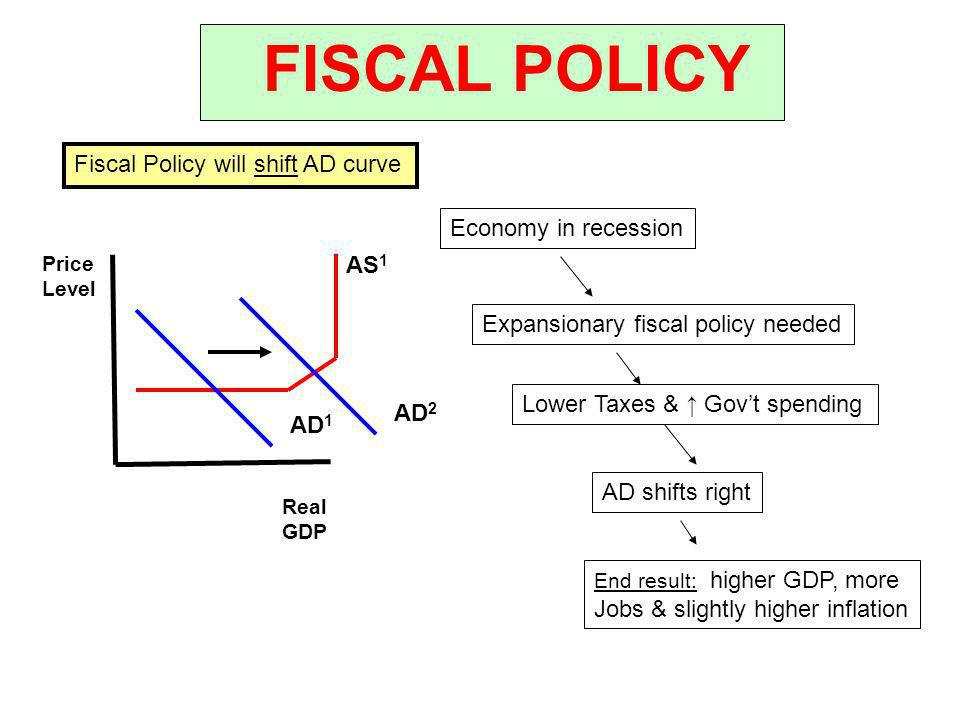 FISCAL POLICY
Fiscal Policy will shift AD curve
Price
Level
AS¹
AD¹
AD²
Real
GDP
Economy in recession
Expansionary fiscal policy needed
Lower Taxes & ↑ Gov’t spending
AD shifts right
End result: higher GDP, more
Jobs & slightly higher inflation